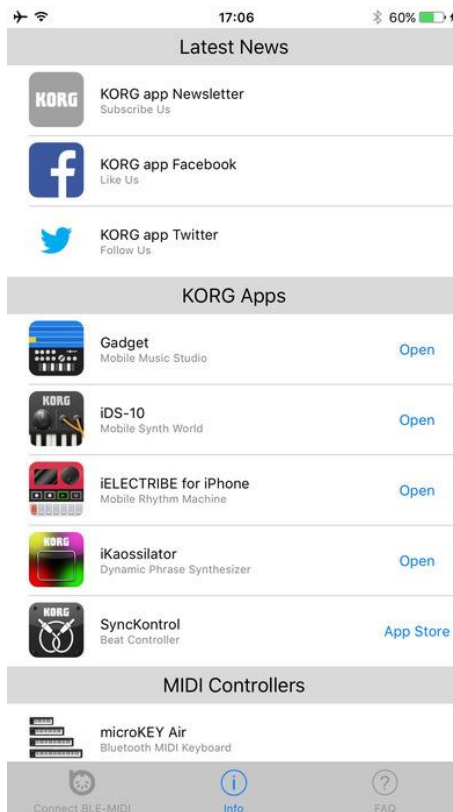 17:06
60%
Latest News
KORG
KORG app Newsletter
Subscribe Us
KORG app Facebook
Like Us
KORG app Twitter
Follow Us
KORG Apps
Gadget
Mobile Music Studio
Open
KORG
iDS-10
Mobile Synth World
Open
iELECTRIBE for iPhone
Mobile Rhythm Machine
Open
KORG
iKaossilator
Dynamic Phrase Synthesizer
Open
KORG
SyncKontrol
Beat Controller
App Store
MIDI Controllers
microKEY Air
Bluetooth MIDI Keyboard
Connect BLE-MIDI
Info
FAQ